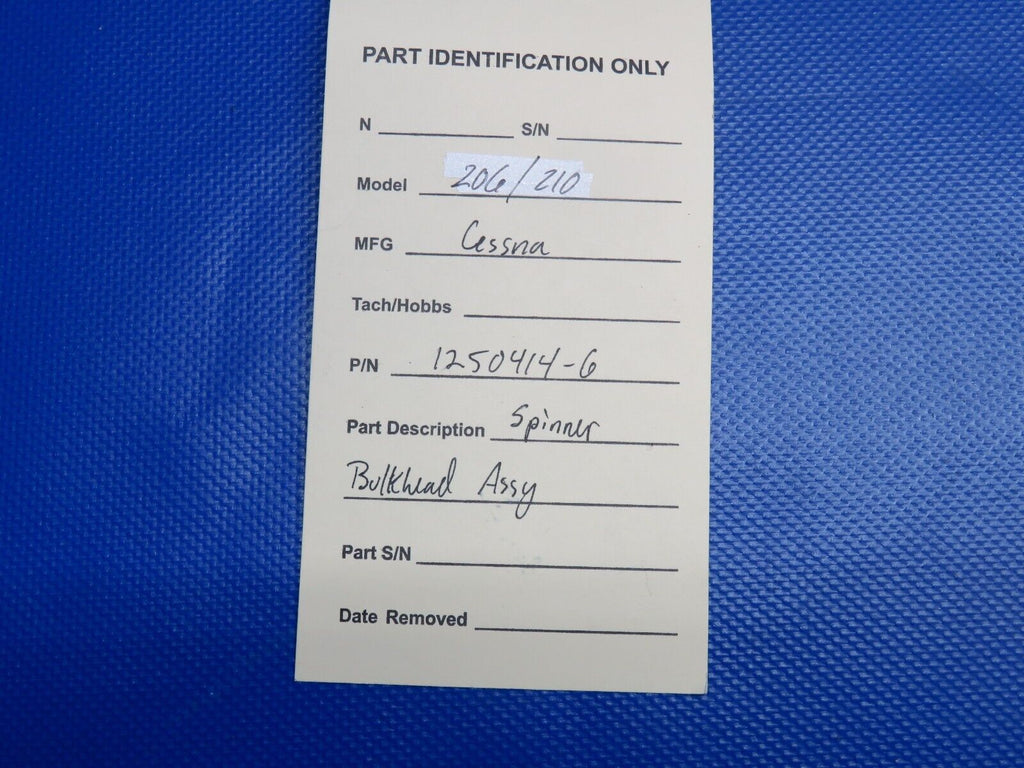 PART IDENTIFICATION ONLY
N S/N
Model 206/210
MFG Cessna
Tach/Hobbs
P/N 1250414-6
Part Description Spinner
Bulkhead Assy
Part S/N
Date Removed